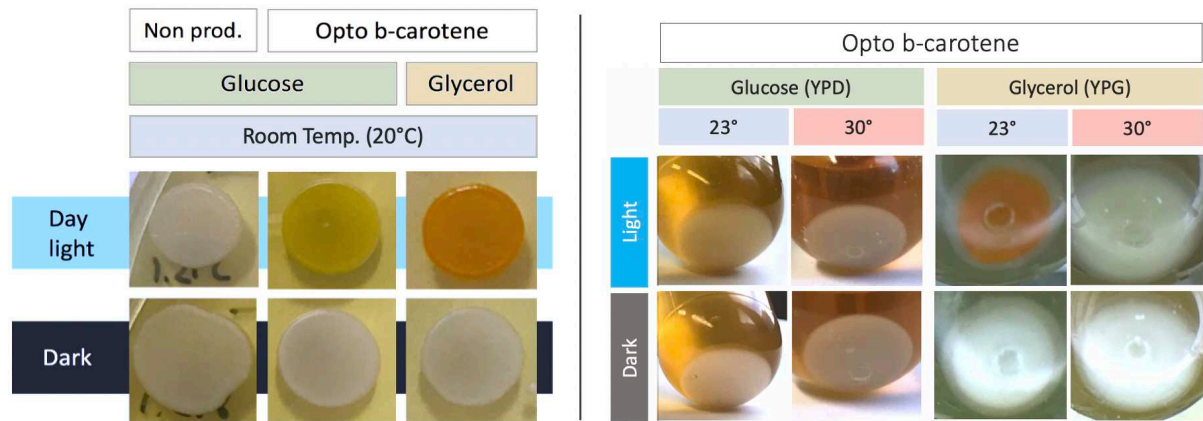 Non prod.
Opto b-carotene
Glucose
Glycerol
Room Temp. (20°C)
Day
light
Dark
Opto b-carotene
Glucose (YPD)
Glycerol (YPG)
23°
30°
23°
30°
Light
Dark